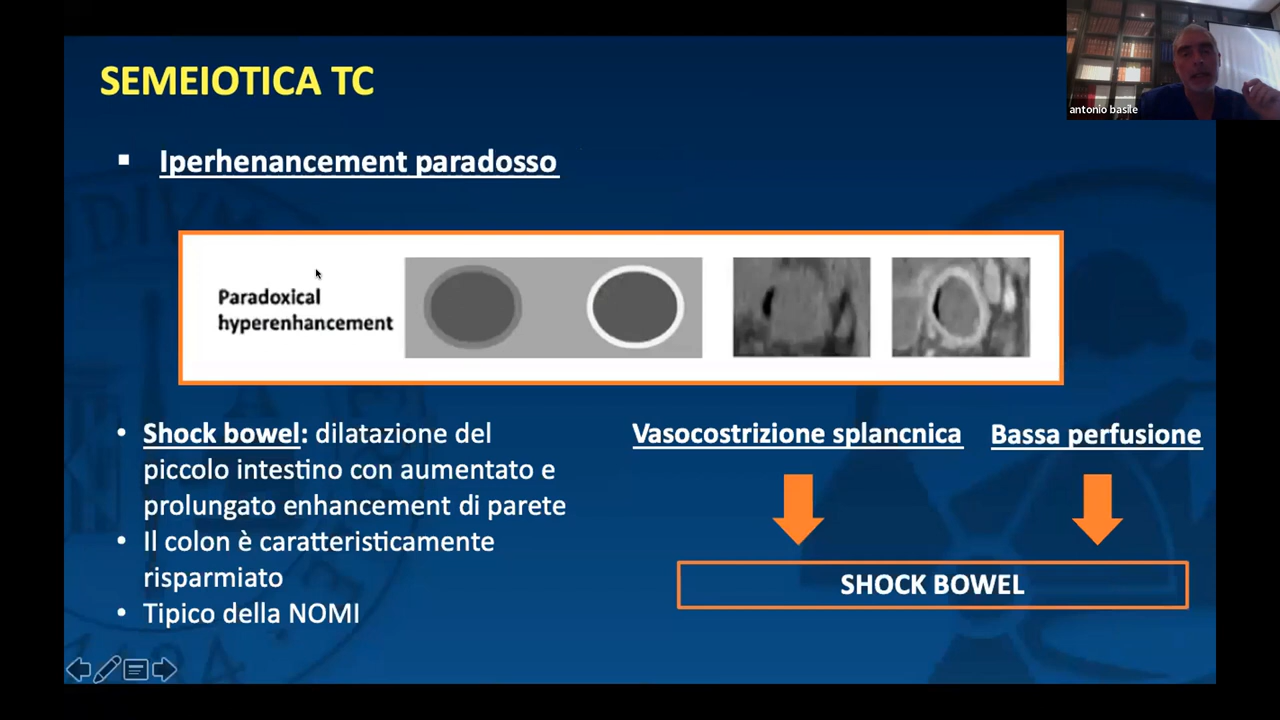 SEMEIOTICA TC
antonio basile
▪ Iperhenancement paradosso
Paradoxical
hyperenhancement
• Shock bowel: dilatazione del
piccolo intestino con aumentato e
prolungato enhancement di parete
• Il colon è caratteristicamente
risparmiato
• Tipico della NOMI
Vasocostrizione splancnica
Bassa perfusione
SHOCK BOWEL